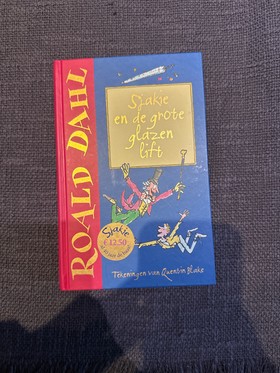 ROALD DAHL
Sjakie
en de grote
glazen
lift
Sjakie
€ 12,50
Tekeningen van Quentin Blake